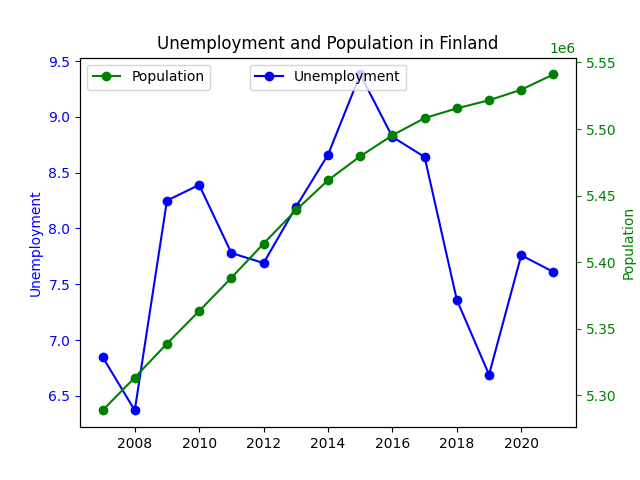 Unemployment and Population in Finland
1e6
Population
Unemployment
9.5
9.0
8.5
8.0
7.5
7.0
6.5
Unemployment
5.55
5.50
5.45
5.40
5.35
5.30
Population
2008 2010 2012 2014 2016 2018 2020